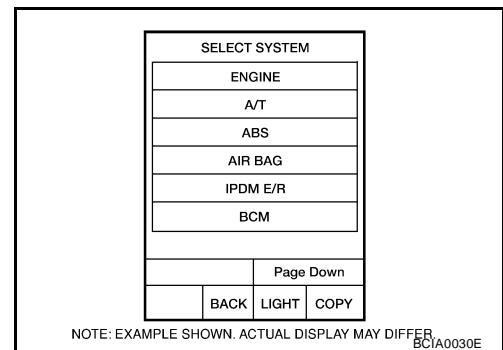 SELECT SYSTEM
ENGINE
A/T
ABS
AIR BAG
IPDM E/R
BCM
Page Down
BACK LIGHT COPY
NOTE: EXAMPLE SHOWN. ACTUAL DISPLAY MAY DIFFER.
BCIA0030E